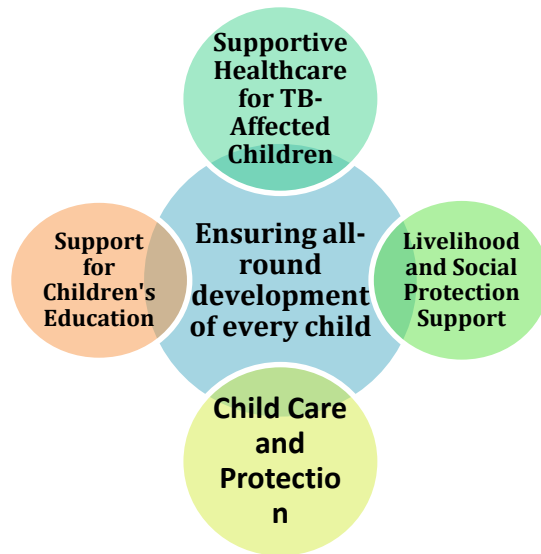 Supportive
Healthcare
for TB-
Affected
Children
Support
for
Children's
Education
Ensuring all-
round
development
of every child
Livelihood
and Social
Protection
Support
Child Care
and
Protectio
n